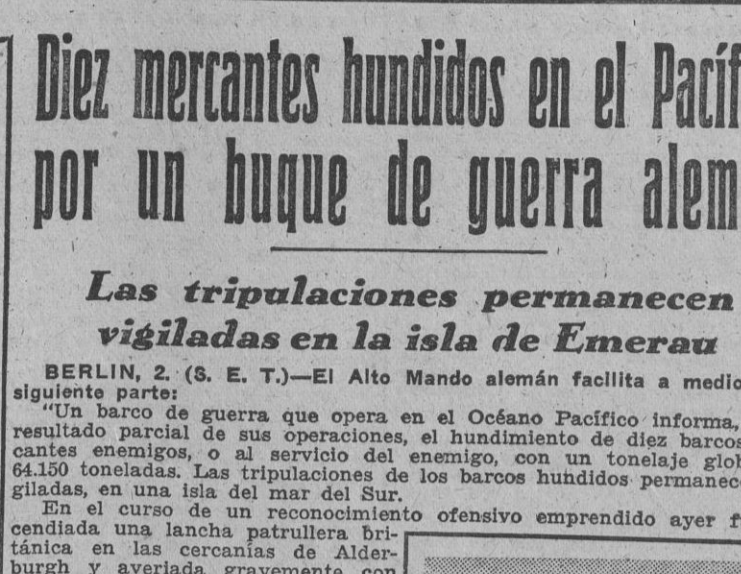 Diez mercantes hundidos en el Pacíf
por un buque de guerra alem
Las tripulaciones permanecen
vigiladas en la isla de Emerau
BERLIN, 2. (S. E. T.)—El Alto Mando alemán facilita a medio
siguiente parte:
"Un barco de guerra que opera en el Océano Pacífico informa,
resultado parcial de sus operaciones, el hundimiento de diez barcos
cantes enemigos, o al servicio del enemigo, con un tonelaje glob
64.150 toneladas. Las tripulaciones de los barcos hundidos permanec
giladas, en una isla del mar del Sur.
En el curso de un reconocimiento ofensivo emprendido ayer f
cendiada una lancha patrullera bri-
tánica en las cercanías de Alder-
burgh y averiada gravemente con